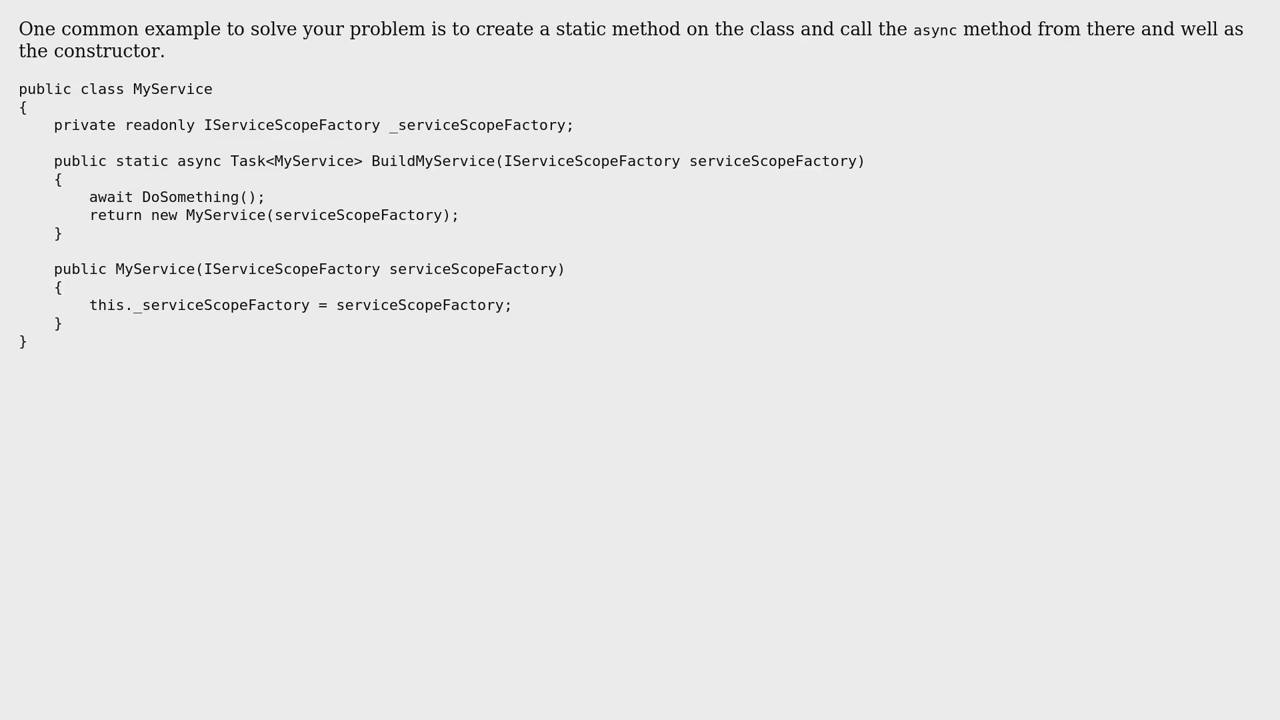 One common example to solve your problem is to create a static method on the class and call the async method from there and well as
the constructor.
public class MyService
{
    private readonly IServiceScopeFactory _serviceScopeFactory;
    public static async Task<MyService> BuildMyService(IServiceScopeFactory serviceScopeFactory)
    {
        await DoSomething();
        return new MyService(serviceScopeFactory);
    }
    public MyService(IServiceScopeFactory serviceScopeFactory)
    {
        this._serviceScopeFactory = serviceScopeFactory;
    }
}